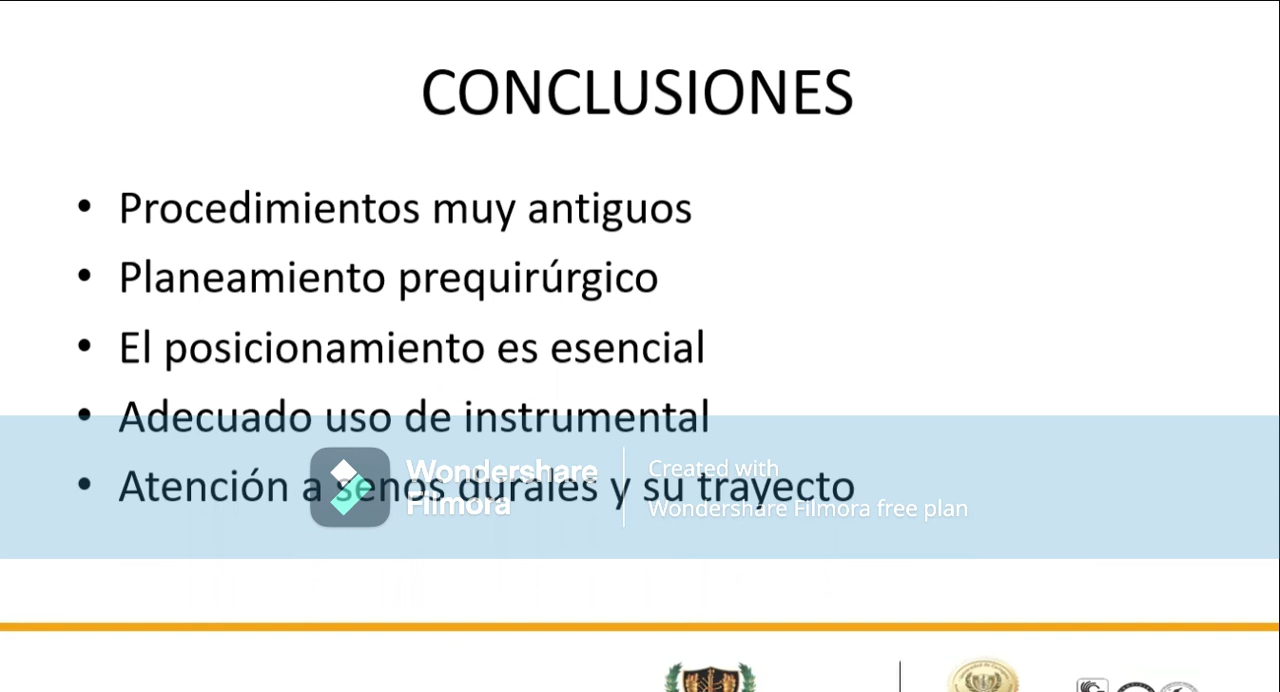 CONCLUSIONES
• Procedimientos muy antiguos
• Planeamiento prequirúrgico
• El posicionamiento es esencial
• Adecuado uso de instrumental
• Atención a senos durales y su trayecto
Wondershare
Filmora
Created with
Wondershare Filmora free plan